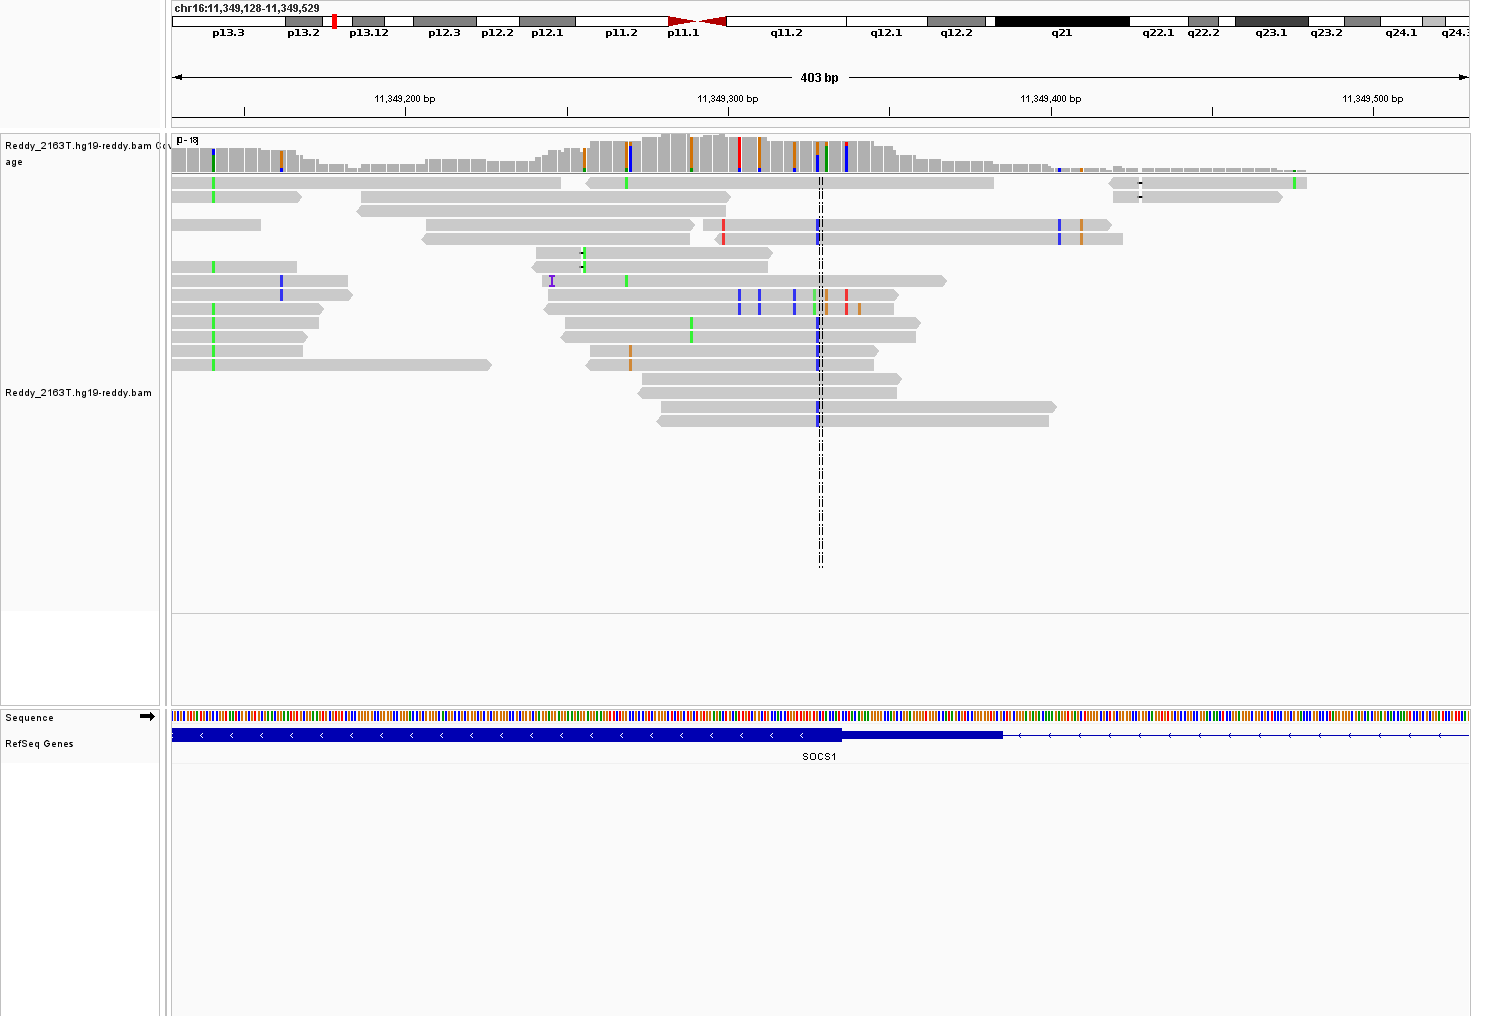 chr16:11,349,128-11,349,529
p13.3 p13.2 p13.12 p12.3 p12.2 p12.1 p11.2 p11.1 q11.2 q12.1 q12.2 q21 q22.1 q22.2 q23.1 q23.2 q24.1
403 bp
11,349,200 bp 11,349,300 bp 11,349,400 bp 11,349,500 bp
Reddy_2163T.hg19-reddy.bam Cov
age
[0 - 18]
Reddy_2163T.hg19-reddy.bam
Sequence
RefSeq Genes
SOCS1